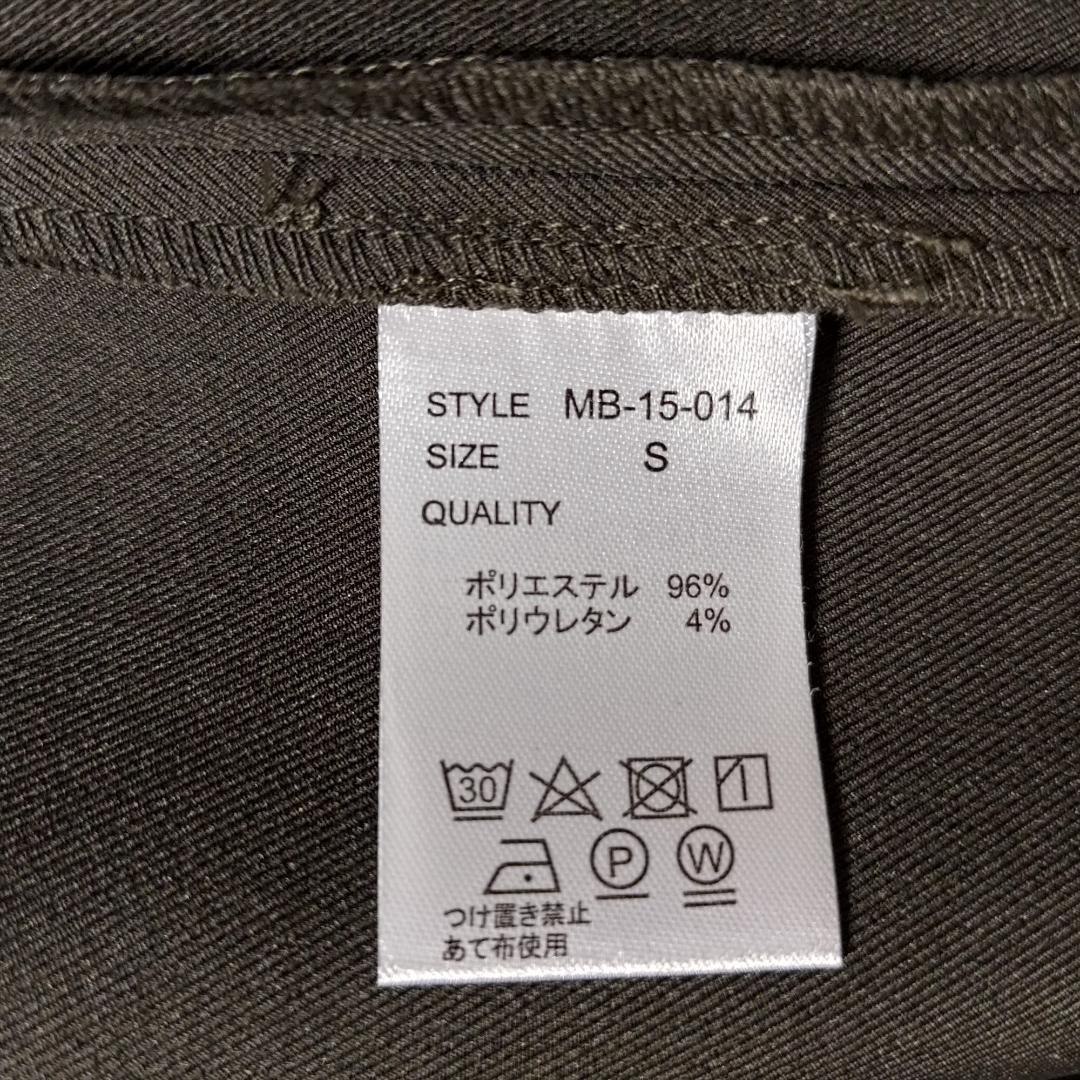 STYLE MB-15-014
SIZE S
QUALITY
ポリエステル 96%
ポリウレタン 4%
30
P W
つけ置き禁止
あて布使用